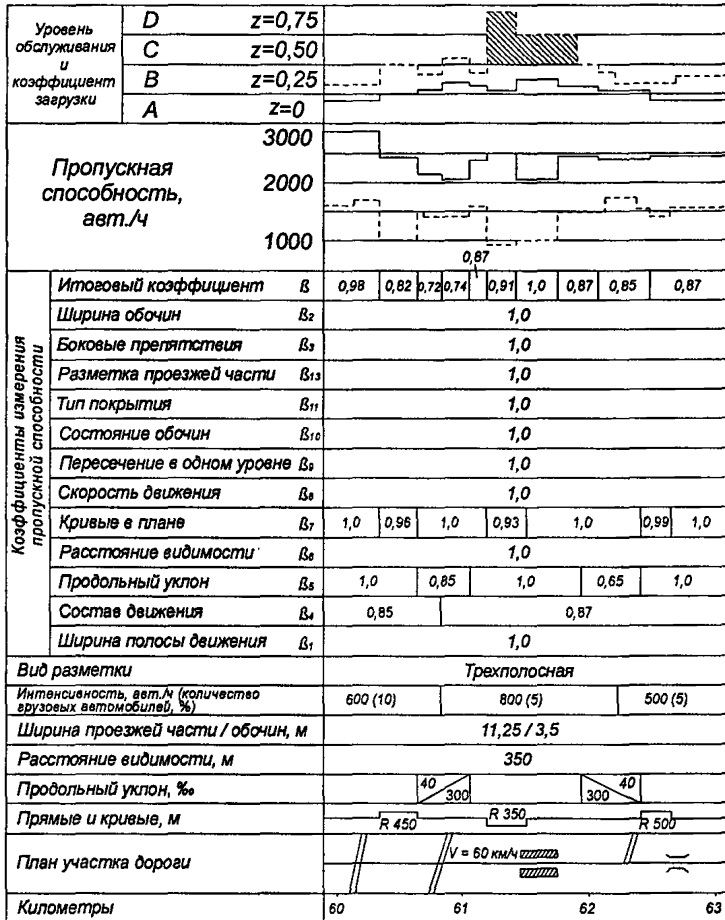 Уровень
обслуживания
и
коэффициент
загрузки
D z=0,75
C z=0,50
B z=0,25
A z=0
Пропускная
способность,
авт./ч
3000
2000
1000
0,87
Коэффициенты измерения
пропускной способности
Итоговый коэффициент ß 0,98 0,82 0,72 0,74 0,91 1,0 0,87 0,85 0,87
Ширина обочин ß₂ 1,0
Боковые препятствия ß₃ 1,0
Разметка проезжей части ß₁₃ 1,0
Тип покрытия ß₁₁ 1,0
Состояние обочин ß₁₀ 1,0
Пересечение в одном уровне ß₉ 1,0
Скорость движения ß₈ 1,0
Кривые в плане ß₇ 1,0 0,96 1,0 0,93 1,0 0,99 1,0
Расстояние видимости ß₆ 1,0
Продольный уклон ß₅ 1,0 0,85 1,0 0,65 1,0
Состав движения ß₄ 0,85 0,87
Ширина полосы движения ß₁ 1,0
Вид разметки Трехполосная
Интенсивность, авт./ч (количество
грузовых автомобилей, %) 600 (10) 800 (5) 500 (5)
Ширина проезжей части / обочин, м 11,25 / 3,5
Расстояние видимости, м 350
Продольный уклон, ‰ 40 300 300 40
Прямые и кривые, м R 450 R 350 R 500
План участка дороги V = 60 км/ч
Километры 60 61 62 63